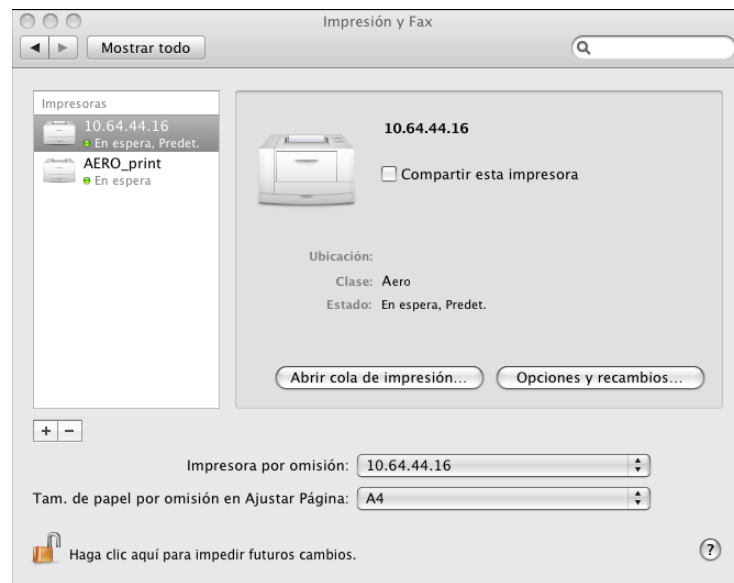 Impresión y Fax
Mostrar todo
Impresoras
10.64.44.16
En espera, Predet.
AERO_print
En espera
10.64.44.16
Compartir esta impresora
Ubicación:
Clase: Aero
Estado: En espera, Predet.
Abrir cola de impresión... Opciones y recambios...
+ −
Impresora por omisión: 10.64.44.16
Tam. de papel por omisión en Ajustar Página: A4
Haga clic aquí para impedir futuros cambios. ?